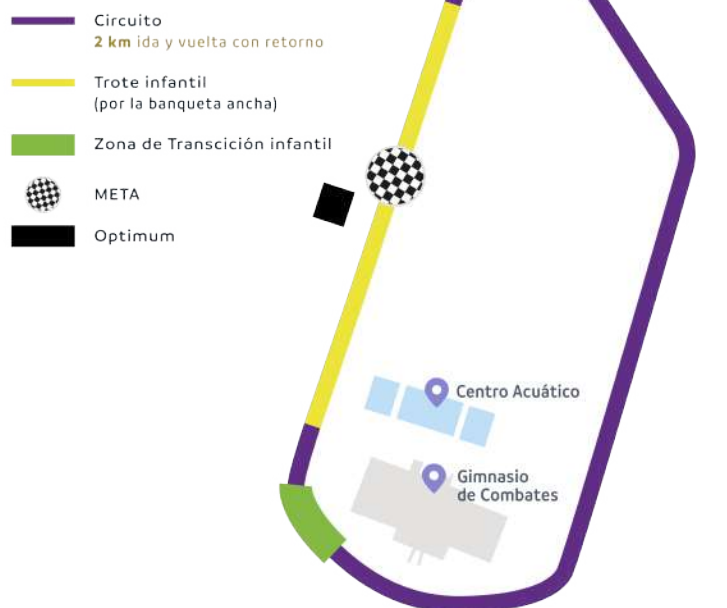 Circuito
2 km ida y vuelta con retorno
Trote infantil
(por la banqueta ancha)
Zona de Transcición infantil
META
Optimum
Centro Acuático
Gimnasio
de Combates